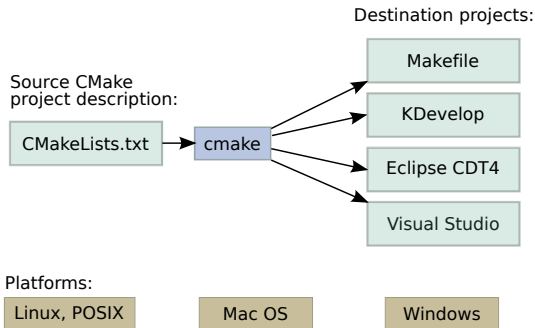 Destination projects:
Makefile
Source CMake
project description:
KDevelop
CMakeLists.txt
cmake
Eclipse CDT4
Visual Studio
Platforms:
Linux, POSIX
Mac OS
Windows